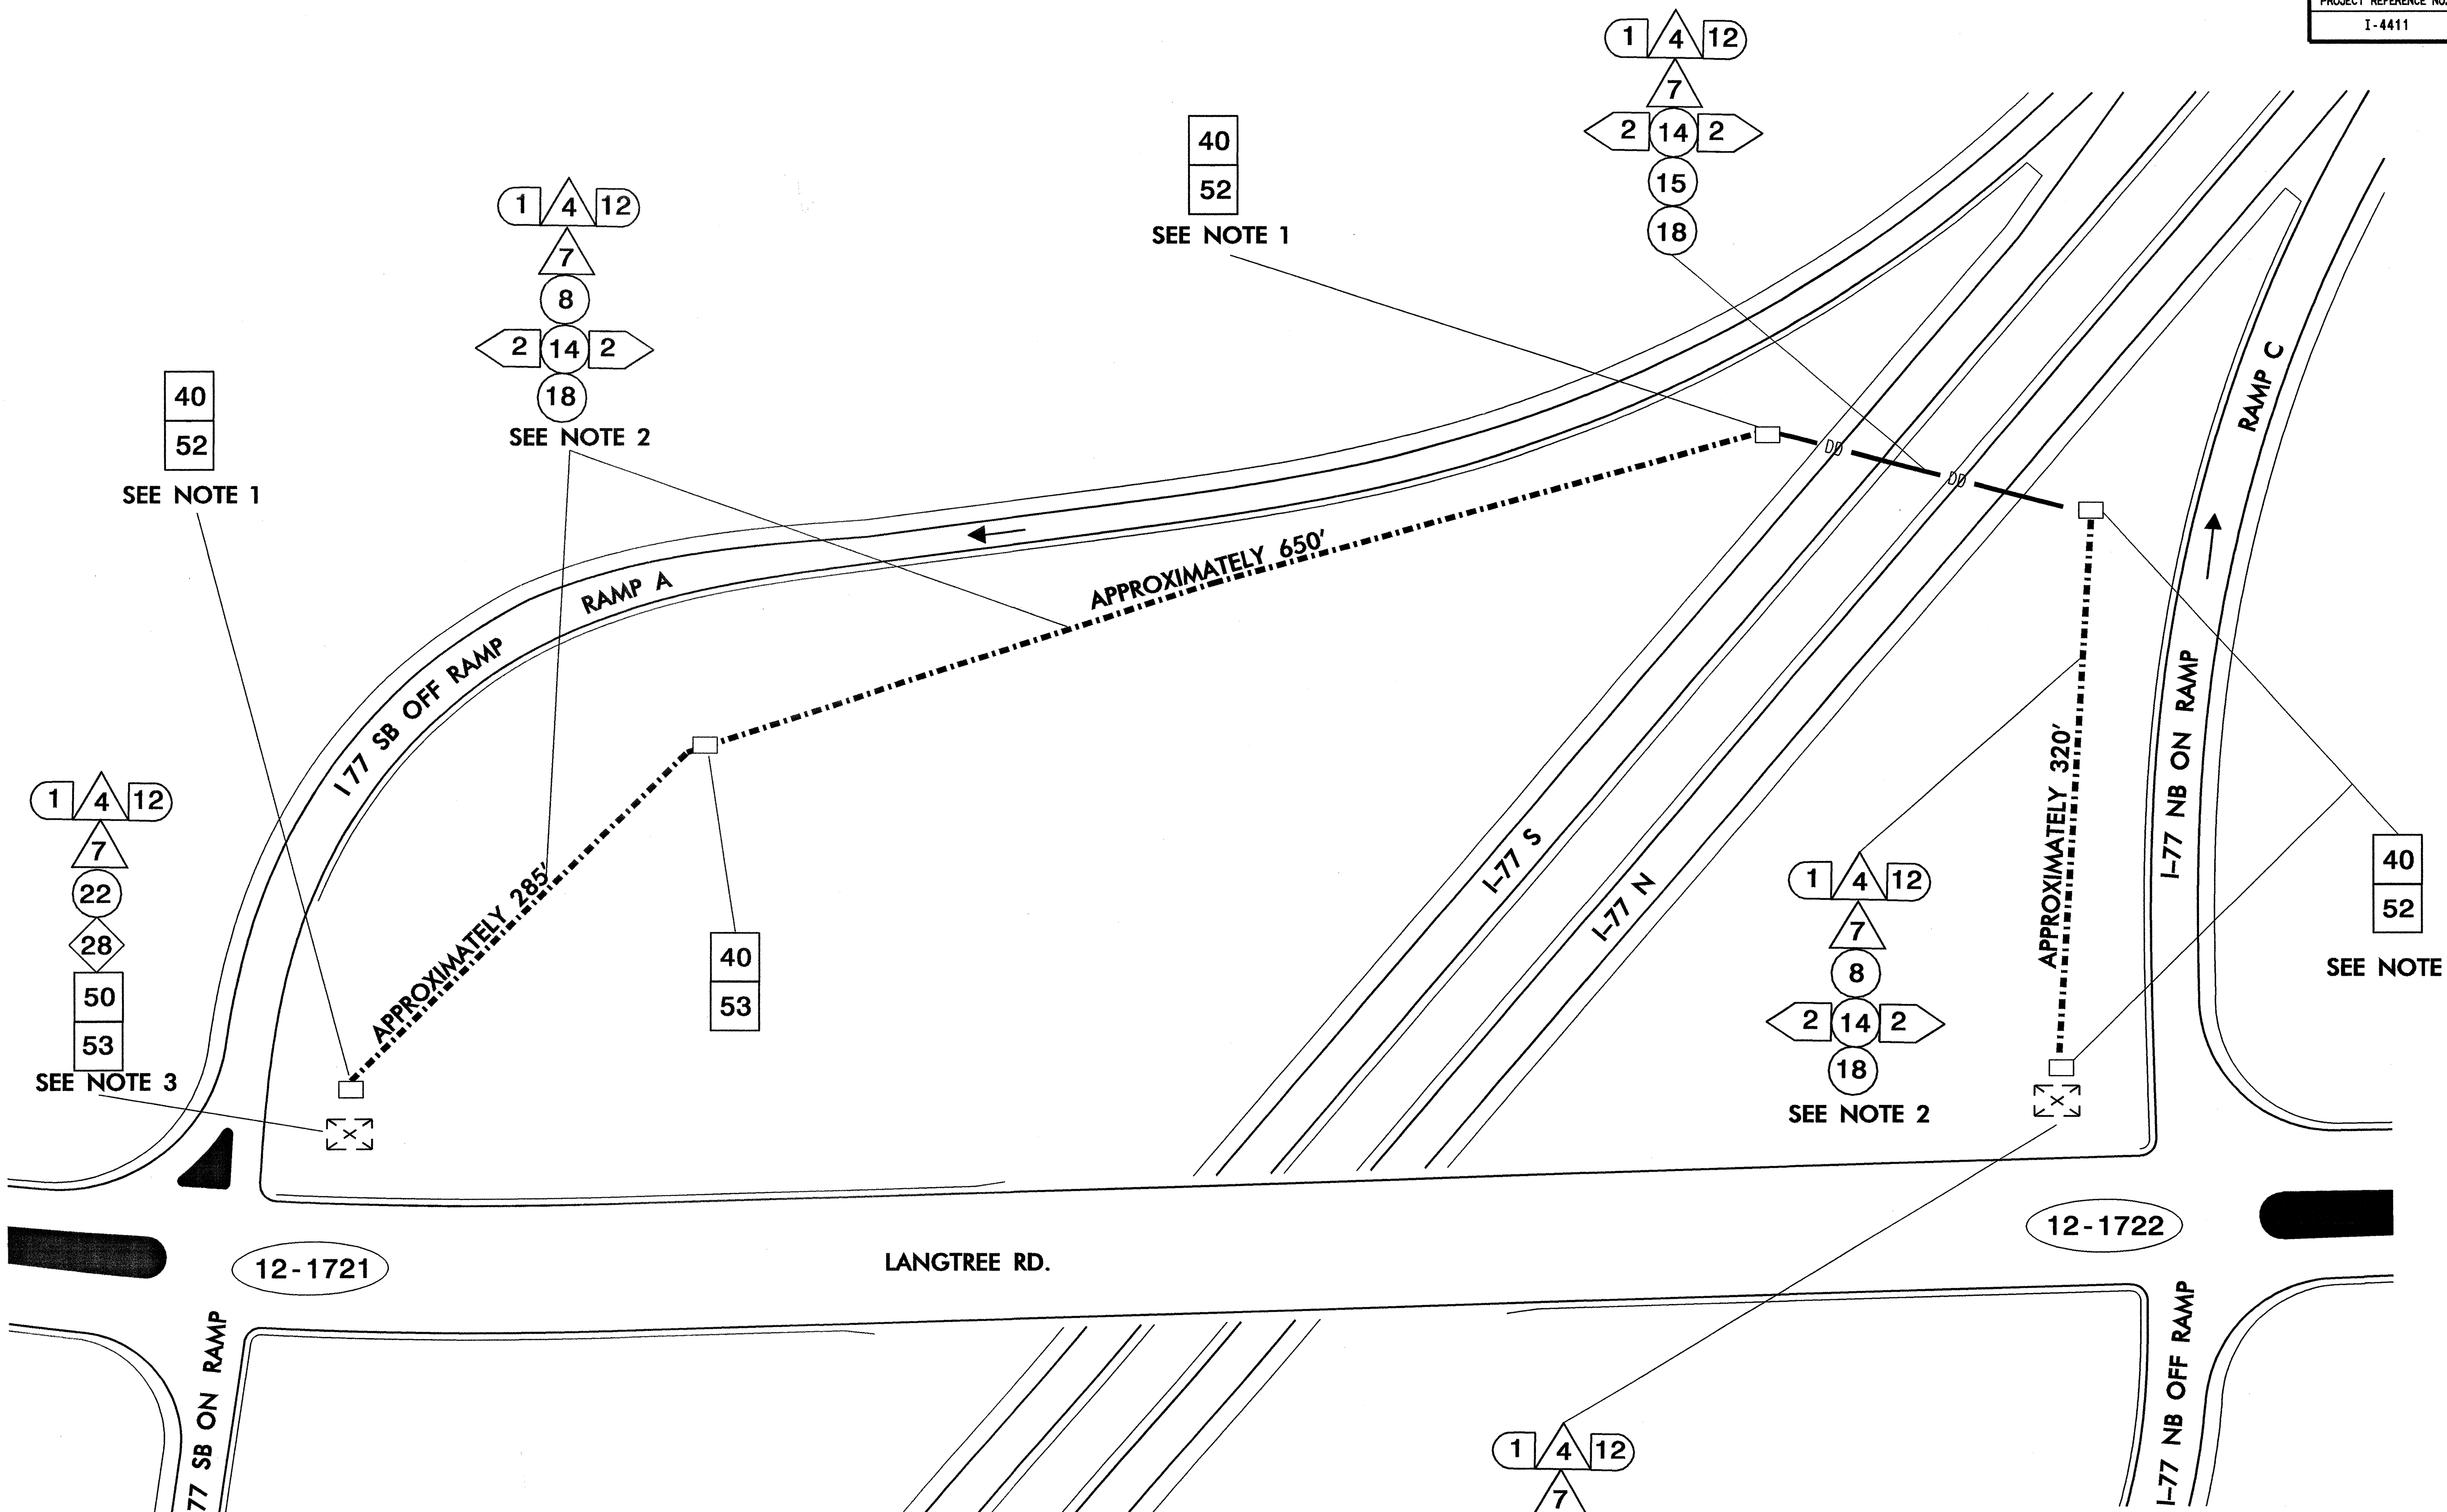 PROJECT REFERENCE NO.
I-4411
1 4 12
7
2 14 2
15
18
40
52
SEE NOTE 1
1 4 12
7
8
2 14 2
18
SEE NOTE 2
40
52
SEE NOTE 1
RAMP C
APPROXIMATELY 650'
RAMP A
I 77 SB OFF RAMP
I-77 NB ON RAMP
APPROXIMATELY 320'
1 4 12
7
22
28
50
53
SEE NOTE 3
APPROXIMATELY 285'
40
53
I-77 S
I-77 N
1 4 12
7
8
2 14 2
18
SEE NOTE 2
40
52
SEE NOTE
12-1721
LANGTREE RD.
12-1722
77 SB ON RAMP
I-77 NB OFF RAMP
1 4 12
7